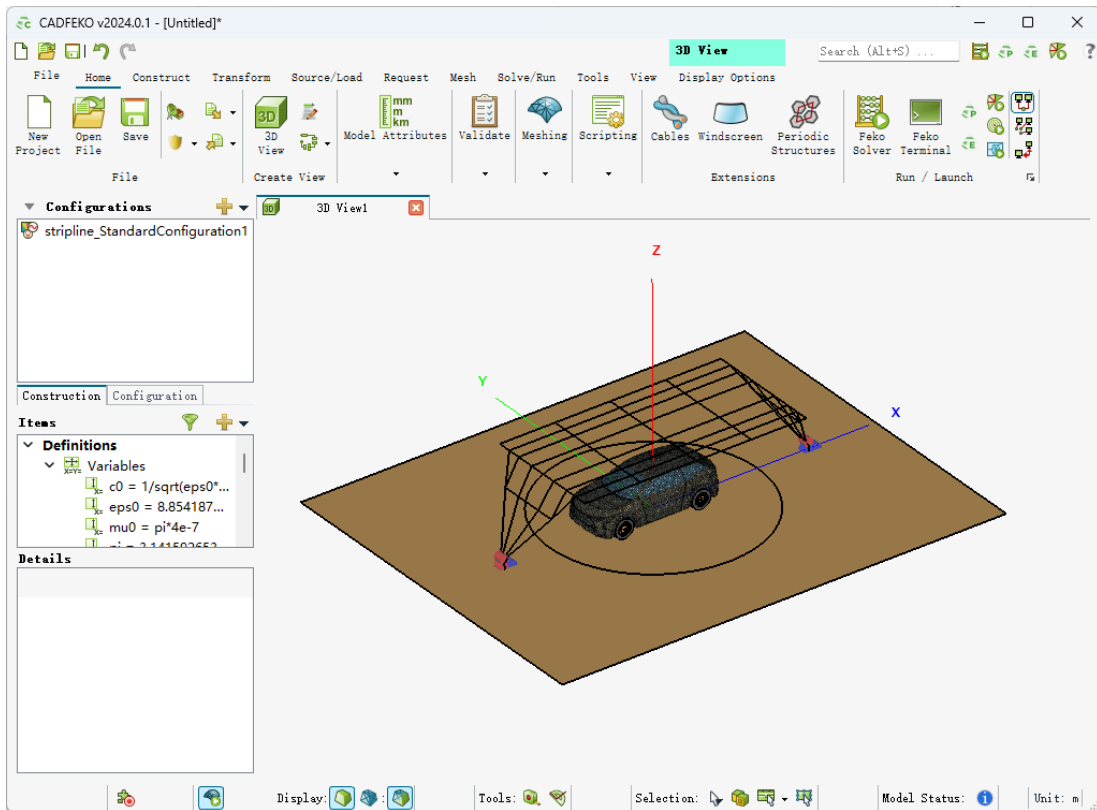 CADFEKO v2024.0.1 - [Untitled]*
3D View
Search (Alt+S) ...
File Home Construct Transform Source/Load Request Mesh Solve/Run Tools View Display Options
New Project
Open File
Save
3D View
mm
m
km
Model Attributes
Validate
Meshing
Scripting
Cables
Windscreen
Periodic Structures
Feko Solver
Feko Terminal
File
Create View
Extensions
Run / Launch
Configurations
3D View1
stripline_StandardConfiguration1
Z
Y
X
Construction Configuration
Items
Definitions
Variables
c0 = 1/sqrt(eps0*...
eps0 = 8.854187...
mu0 = pi*4e-7
Details
Display:
Tools:
Selection:
Model Status:
Unit: m